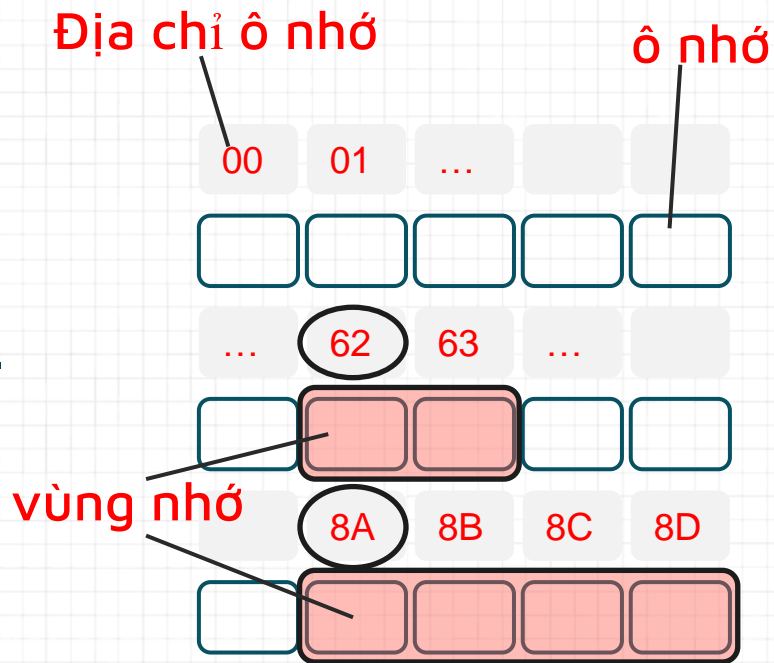 Địa chỉ ô nhớ
ô nhớ
00 01 ...
... 62 63 ...
vùng nhớ
8A 8B 8C 8D